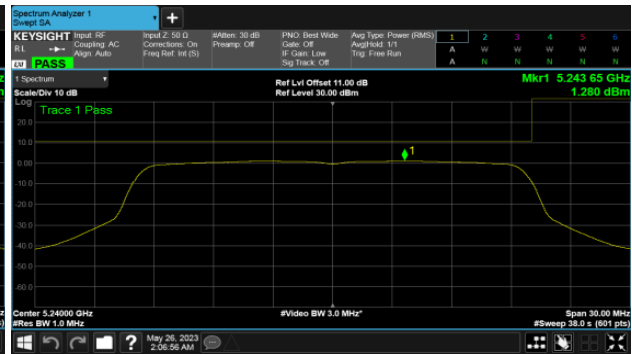 Spectrum Analyzer 1
Swept SA
+
KEYSIGHT Input: RF Input Z: 50 Ω #Atten: 30 dB PNO: Best Wide Avg Type: Power (RMS) 1 2 3 4 5 6
RL Coupling: AC Corrections: On Preamp: Off Gate: Off Avg|Hold: 1/1 A W W W W W
Align: Auto Freq Ref: Int (S) IF Gain: Low Trig: Free Run
LXI PASS Sig Track: Off A N N N N N
1 Spectrum Ref Lvl Offset 11.00 dB Mkr1 5.243 65 GHz
Scale/Div 10 dB Ref Level 30.00 dBm 1.280 dBm
Log
Trace 1 Pass
20.0
10.0
1
0.00
-10.0
-20.0
-30.0
-40.0
-50.0
-60.0
Center 5.24000 GHz #Video BW 3.0 MHz* Span 30.00 MHz
#Res BW 1.0 MHz #Sweep 38.0 s (601 pts)
? May 26, 2023
2:06:56 AM